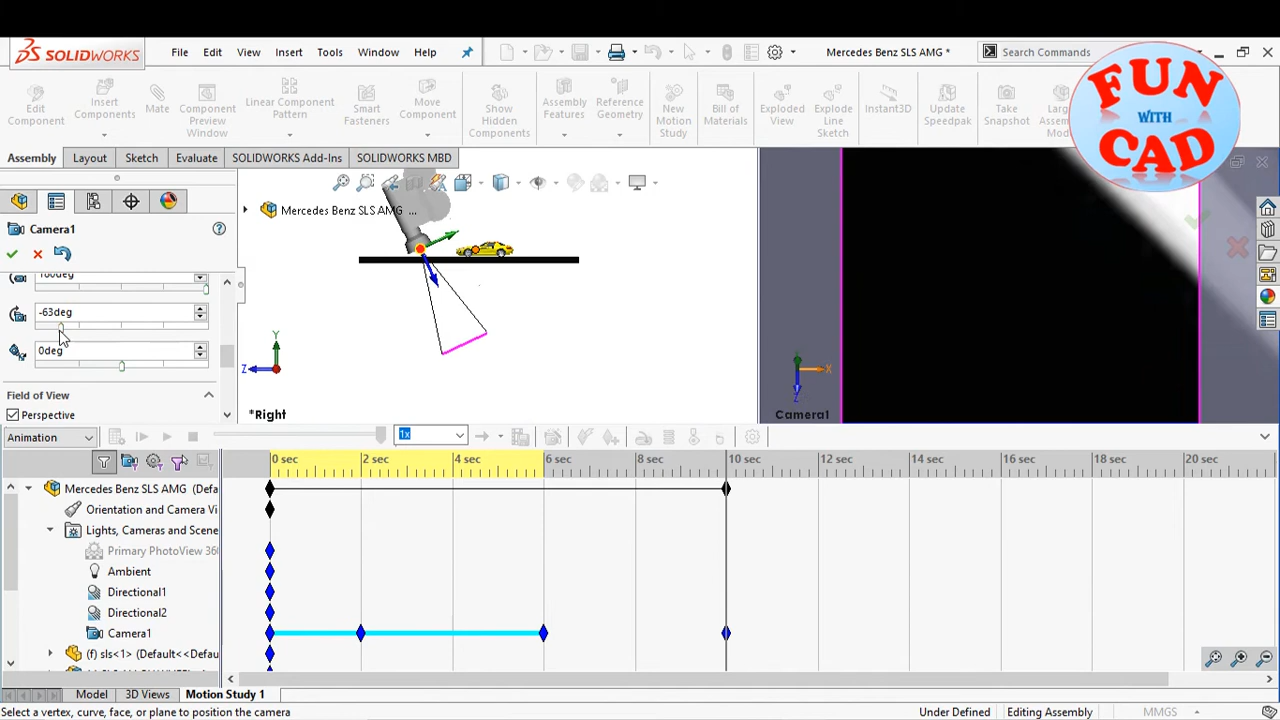 SOLIDWORKS File Edit View Insert Tools Window Help Mercedes Benz SLS AMG * Search Commands
Edit Component
Insert Components
Mate
Component Preview Window
Linear Component Pattern
Smart Fasteners
Move Component
Show Hidden Components
Assembly Features
Reference Geometry
New Motion Study
Bill of Materials
Exploded View
Explode Line Sketch
Instant3D
Update Speedpak
Take Snapshot
FUN
WITH
CAD
Assembly Layout Sketch Evaluate SOLIDWORKS Add-Ins SOLIDWORKS MBD
Mercedes Benz SLS AMG ...
Camera1
-63deg
0deg
Field of View
Perspective
Y
Z
*Right
X
Z
Camera1
Animation
1x
0 sec 2 sec 4 sec 6 sec 8 sec 10 sec 12 sec 14 sec 16 sec 18 sec 20 sec
Mercedes Benz SLS AMG (Defa
Orientation and Camera Vi
Lights, Cameras and Scene
Primary PhotoView 360
Ambient
Directional1
Directional2
Camera1
(f) sls<1> (Default<<Defau
Model 3D Views Motion Study 1
Select a vertex, curve, face, or plane to position the camera Under Defined Editing Assembly MMGS